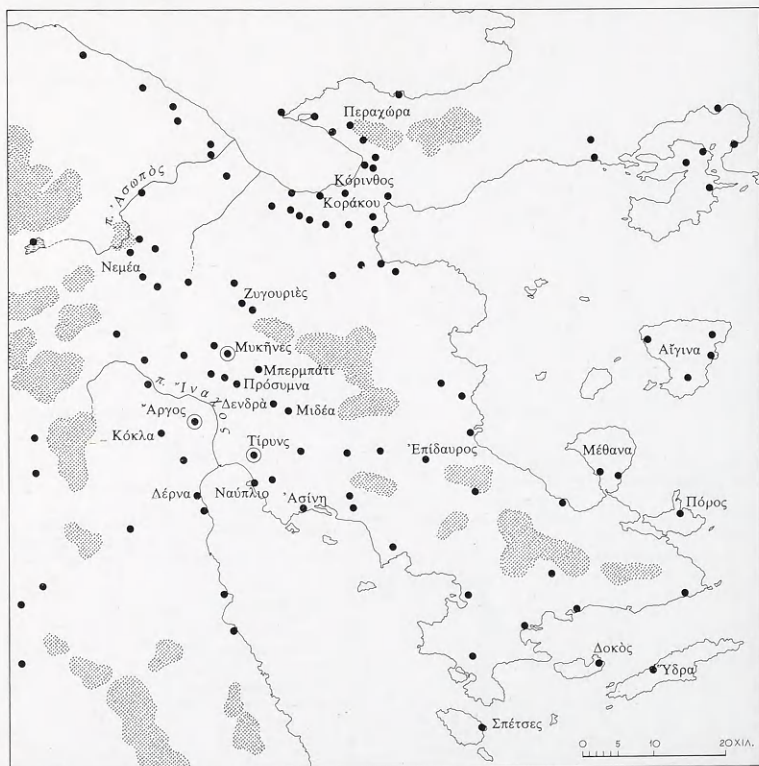 Περαχώρα
Κόρινθος
Κοράκου
π. Ἀσωπὸς
Νεμέα
Ζυγουριὲς
Μυκῆνες
Μπερμπάτι
Πρόσυμνα
π. Ἴναχος
Δενδρὰ
Μιδέα
Ἄργος
Κόκλα
Τίρυνς
Ἐπίδαυρος
Αἴγινα
Μέθανα
Λέρνα
Ναύπλιο
Ἀσίνη
Πόρος
Δοκὸς
Ὕδρα
Σπέτσες
0 5 10 20 ΧΙΛ.